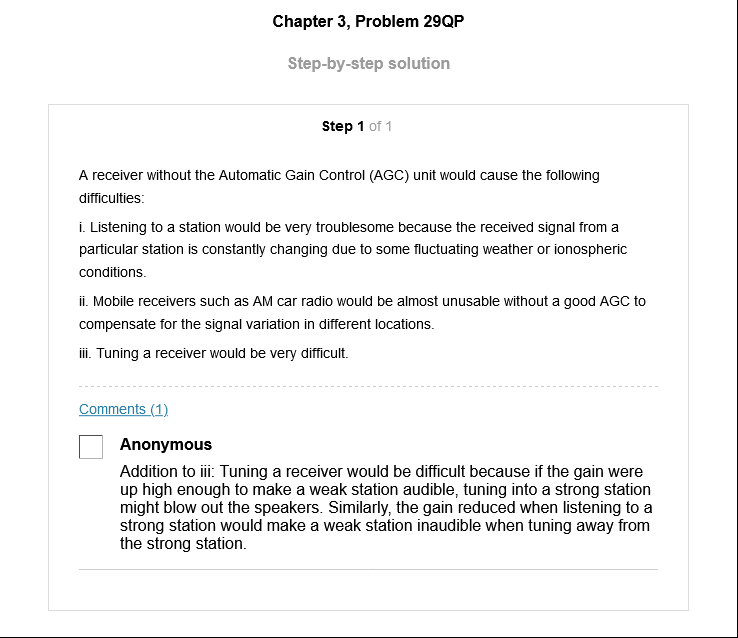 Chapter 3, Problem 29QP
Step-by-step solution
Step 1 of 1
A receiver without the Automatic Gain Control (AGC) unit would cause the following
difficulties:
i. Listening to a station would be very troublesome because the received signal from a
particular station is constantly changing due to some fluctuating weather or ionospheric
conditions.
ii. Mobile receivers such as AM car radio would be almost unusable without a good AGC to
compensate for the signal variation in different locations.
iii. Tuning a receiver would be very difficult.
Comments (1)
Anonymous
Addition to iii: Tuning a receiver would be difficult because if the gain were
up high enough to make a weak station audible, tuning into a strong station
might blow out the speakers. Similarly, the gain reduced when listening to a
strong station would make a weak station inaudible when tuning away from
the strong station.